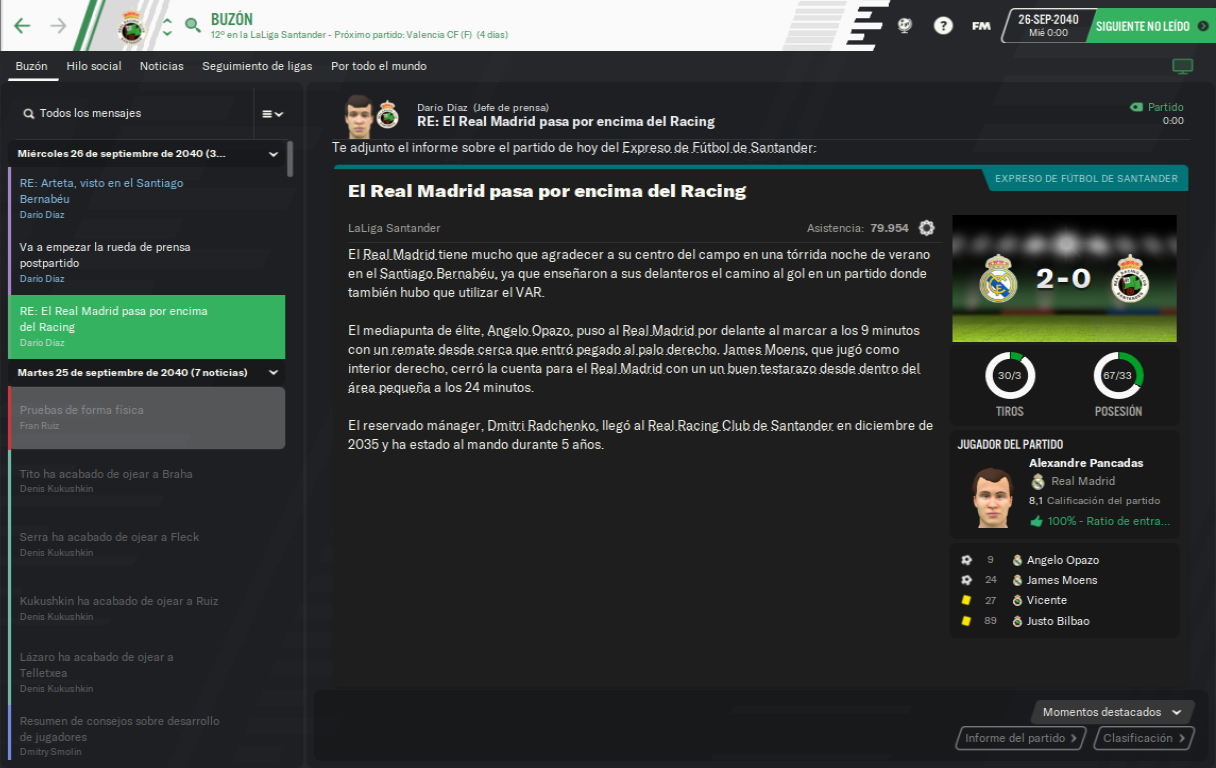 BUZÓN
12º en la LaLiga Santander - Próximo partido: Valencia CF (F) (4 días)
?
FM
26-SEP-2040
Mié 0:00
SIGUIENTE NO LEÍDO
Buzón
Hilo social
Noticias
Seguimiento de ligas
Por todo el mundo
Todos los mensajes
Miércoles 26 de septiembre de 2040 (3...
RE: Arteta, visto en el Santiago
Bernabéu
Darío Díaz
Va a empezar la rueda de prensa
postpartido
Darío Díaz
RE: El Real Madrid pasa por encima
del Racing
Darío Díaz
Martes 25 de septiembre de 2040 (7 noticias)
Pruebas de forma física
Fran Ruiz
Tito ha acabado de ojear a Braha
Denis Kukushkin
Serra ha acabado de ojear a Fleck
Denis Kukushkin
Kukushkin ha acabado de ojear a Ruiz
Denis Kukushkin
Lázaro ha acabado de ojear a
Telletxea
Denis Kukushkin
Resumen de consejos sobre desarrollo
de jugadores
Dmitry Smolin
Darío Díaz (Jefe de prensa)
RE: El Real Madrid pasa por encima del Racing
Partido
0:00
Te adjunto el informe sobre el partido de hoy del Expreso de Fútbol de Santander:
EXPRESO DE FÚTBOL DE SANTANDER
El Real Madrid pasa por encima del Racing
LaLiga Santander
Asistencia: 79.954
El Real Madrid tiene mucho que agradecer a su centro del campo en una tórrida noche de verano
en el Santiago Bernabéu, ya que enseñaron a sus delanteros el camino al gol en un partido donde
también hubo que utilizar el VAR.
El mediapunta de élite, Angelo Opazo, puso al Real Madrid por delante al marcar a los 9 minutos
con un remate desde cerca que entró pegado al palo derecho. James Moens, que jugó como
interior derecho, cerró la cuenta para el Real Madrid con un un buen testarazo desde dentro del
área pequeña a los 24 minutos.
El reservado mánager, Dmitri Radchenko, llegó al Real Racing Club de Santander en diciembre de
2035 y ha estado al mando durante 5 años.
2-0
30/3
67/33
TIROS
POSESIÓN
JUGADOR DEL PARTIDO
Alexandre Pancadas
Real Madrid
8,1 Calificación del partido
100% - Ratio de entra...
9 Angelo Opazo
24 James Moens
27 Vicente
89 Justo Bilbao
Momentos destacados
Informe del partido
Clasificación